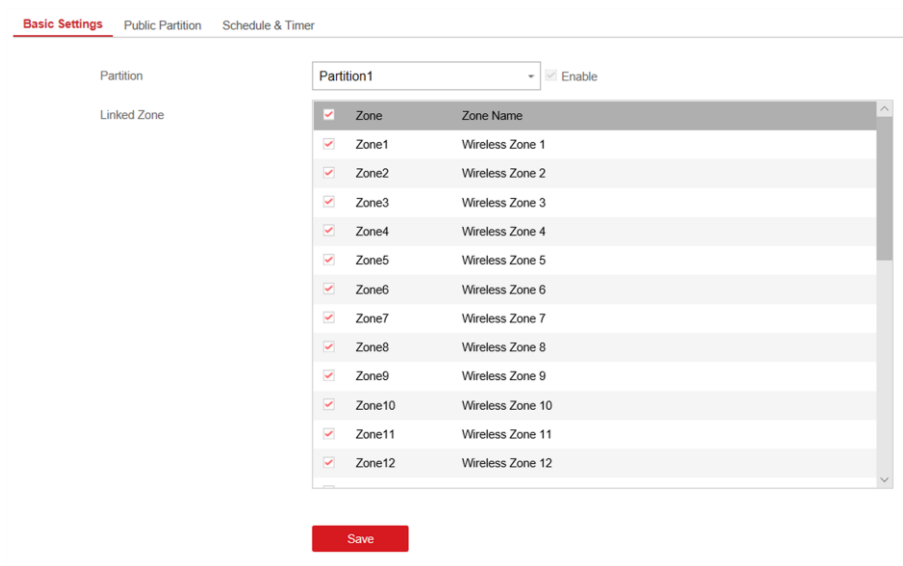 Basic Settings Public Partition Schedule & Timer
Partition Partition1 Enable
Linked Zone Zone Zone Name
Zone1 Wireless Zone 1
Zone2 Wireless Zone 2
Zone3 Wireless Zone 3
Zone4 Wireless Zone 4
Zone5 Wireless Zone 5
Zone6 Wireless Zone 6
Zone7 Wireless Zone 7
Zone8 Wireless Zone 8
Zone9 Wireless Zone 9
Zone10 Wireless Zone 10
Zone11 Wireless Zone 11
Zone12 Wireless Zone 12
Save